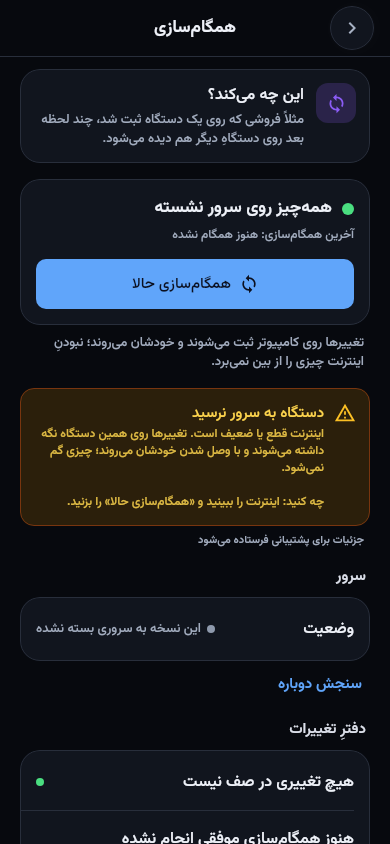 همگام‌سازی
این چه می‌کند؟
مثلاً فروشی که روی یک دستگاه ثبت شد، چند لحظه
بعد روی دستگاهِ دیگر هم دیده می‌شود.
همه‌چیز روی سرور نشسته
آخرین همگام‌سازی: هنوز همگام نشده
همگام‌سازی حالا
تغییرها روی کامپیوتر ثبت می‌شوند و خودشان می‌روند؛ نبودنِ
اینترنت چیزی را از بین نمی‌برد.
دستگاه به سرور نرسید
اینترنت قطع یا ضعیف است. تغییرها روی همین دستگاه نگه
داشته می‌شوند و با وصل شدن خودشان می‌روند؛ چیزی گم
نمی‌شود.
چه کنید: اینترنت را ببینید و «همگام‌سازی حالا» را بزنید.
جزئیات برای پشتیبانی فرستاده می‌شود
سرور
وضعیت
این نسخه به سروری بسته نشده
سنجش دوباره
دفترِ تغییرات
هیچ تغییری در صف نیست
هنوز همگام‌سازی موفقی انجام نشده